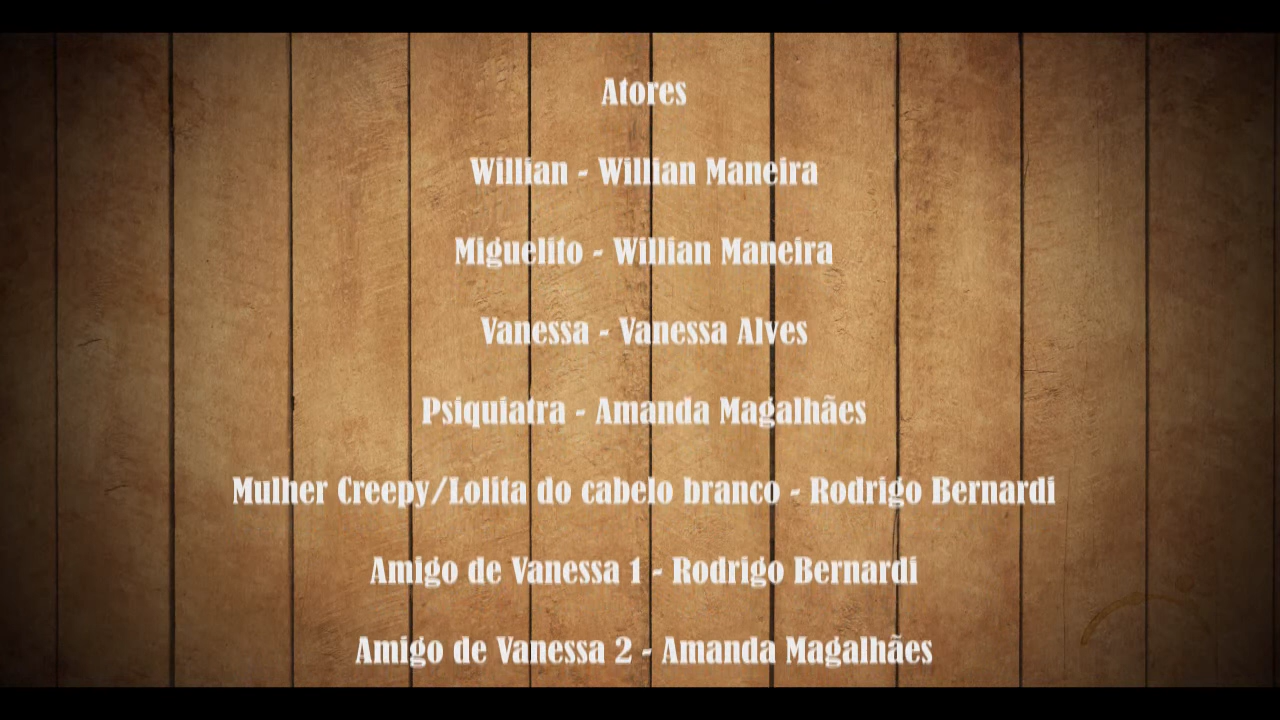 Atores
Willian - Willian Maneira
Miguelito - Willian Maneira
Vanessa - Vanessa Alves
Psiquiatra - Amanda Magalhães
Mulher Creepy/Lolita do cabelo branco - Rodrigo Bernardi
Amigo de Vanessa 1 - Rodrigo Bernardi
Amigo de Vanessa 2 - Amanda Magalhães